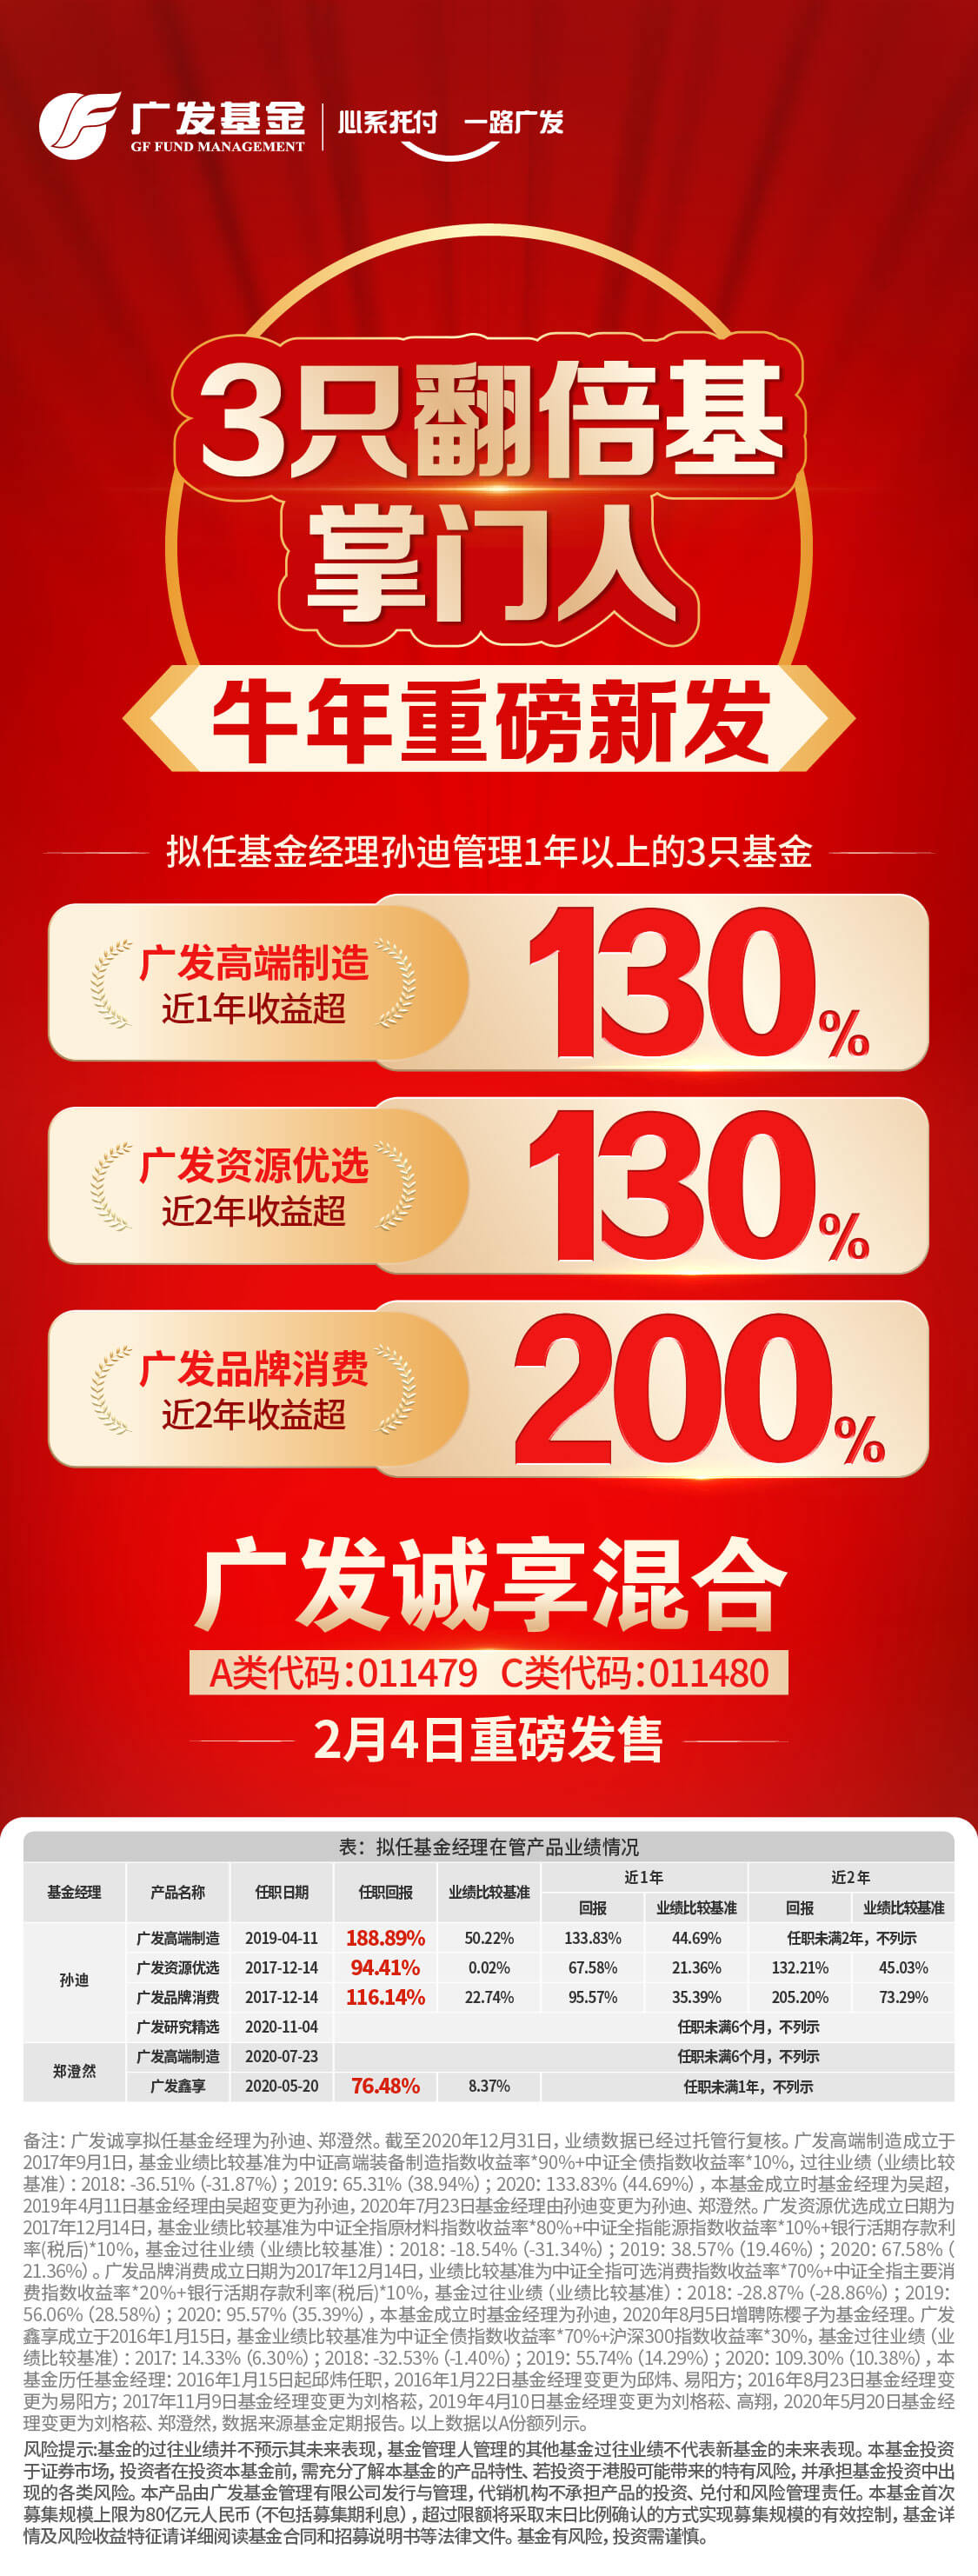 广发基金
GF FUND MANAGEMENT
心系托付 一路广发
3只翻倍基
掌门人
牛年重磅新发
拟任基金经理孙迪管理1年以上的3只基金
广发高端制造
近1年收益超
130%
广发资源优选
近2年收益超
130%
广发品牌消费
近2年收益超
200%
广发诚享混合
A类代码:011479 C类代码:011480
2月4日重磅发售
表：拟任基金经理在管产品业绩情况
基金经理 产品名称 任职日期 任职回报 业绩比较基准 近1年 近2年
回报 业绩比较基准 回报 业绩比较基准
孙迪
广发高端制造 2019-04-11 188.89% 50.22% 133.83% 44.69% 任职未满2年，不列示
广发资源优选 2017-12-14 94.41% 0.02% 67.58% 21.36% 132.21% 45.03%
广发品牌消费 2017-12-14 116.14% 22.74% 95.57% 35.39% 205.20% 73.29%
广发研究精选 2020-11-04 任职未满6个月，不列示
郑澄然
广发高端制造 2020-07-23 任职未满6个月，不列示
广发鑫享 2020-05-20 76.48% 8.37% 任职未满1年，不列示
备注：广发诚享拟任基金经理为孙迪、郑澄然。截至2020年12月31日，业绩数据已经过托管行复核。广发高端制造成立于
2017年9月1日，基金业绩比较基准为中证高端装备制造指数收益率*90%+中证全债指数收益率*10%，过往业绩（业绩比较
基准）：2018：-36.51%（-31.87%）；2019：65.31%（38.94%）；2020：133.83%（44.69%），本基金成立时基金经理为吴超，
2019年4月11日基金经理由吴超变更为孙迪，2020年7月23日基金经理由孙迪变更为孙迪、郑澄然。广发资源优选成立日期为
2017年12月14日，基金业绩比较基准为中证全指原材料指数收益率*80%+中证全指能源指数收益率*10%+银行活期存款利
率(税后)*10%，基金过往业绩（业绩比较基准）：2018：-18.54%（-31.34%）；2019：38.57%（19.46%）；2020：67.58%（
21.36%）。广发品牌消费成立日期为2017年12月14日，业绩比较基准为中证全指可选消费指数收益率*70%+中证全指主要消
费指数收益率*20%+银行活期存款利率(税后)*10%，基金过往业绩（业绩比较基准）：2018：-28.87%（-28.86%）；2019：
56.06%（28.58%）；2020：95.57%（35.39%），本基金成立时基金经理为孙迪，2020年8月5日增聘陈樱子为基金经理。广发
鑫享成立于2016年1月15日，基金业绩比较基准为中证全债指数收益率*70%+沪深300指数收益率*30%，基金过往业绩（业
绩比较基准）：2017：14.33%（6.30%）；2018：-32.53%（-1.40%）；2019：55.74%（14.29%）；2020：109.30%（10.38%），本
基金历任基金经理：2016年1月15日起邱炜任职，2016年1月22日基金经理变更为邱炜、易阳方；2016年8月23日基金经理变
更为易阳方；2017年11月9日基金经理变更为刘格菘，2019年4月10日基金经理变更为刘格菘、高翔，2020年5月20日基金经
理变更为刘格菘、郑澄然，数据来源基金定期报告。以上数据以A份额列示。
风险提示:基金的过往业绩并不预示其未来表现，基金管理人管理的其他基金过往业绩不代表新基金的未来表现。本基金投资
于证券市场，投资者在投资本基金前，需充分了解本基金的产品特性、若投资于港股可能带来的特有风险，并承担基金投资中出
现的各类风险。本产品由广发基金管理有限公司发行与管理，代销机构不承担产品的投资、兑付和风险管理责任。本基金首次
募集规模上限为80亿元人民币（不包括募集期利息），超过限额将采取末日比例确认的方式实现募集规模的有效控制，基金详
情及风险收益特征请详细阅读基金合同和招募说明书等法律文件。基金有风险，投资需谨慎。